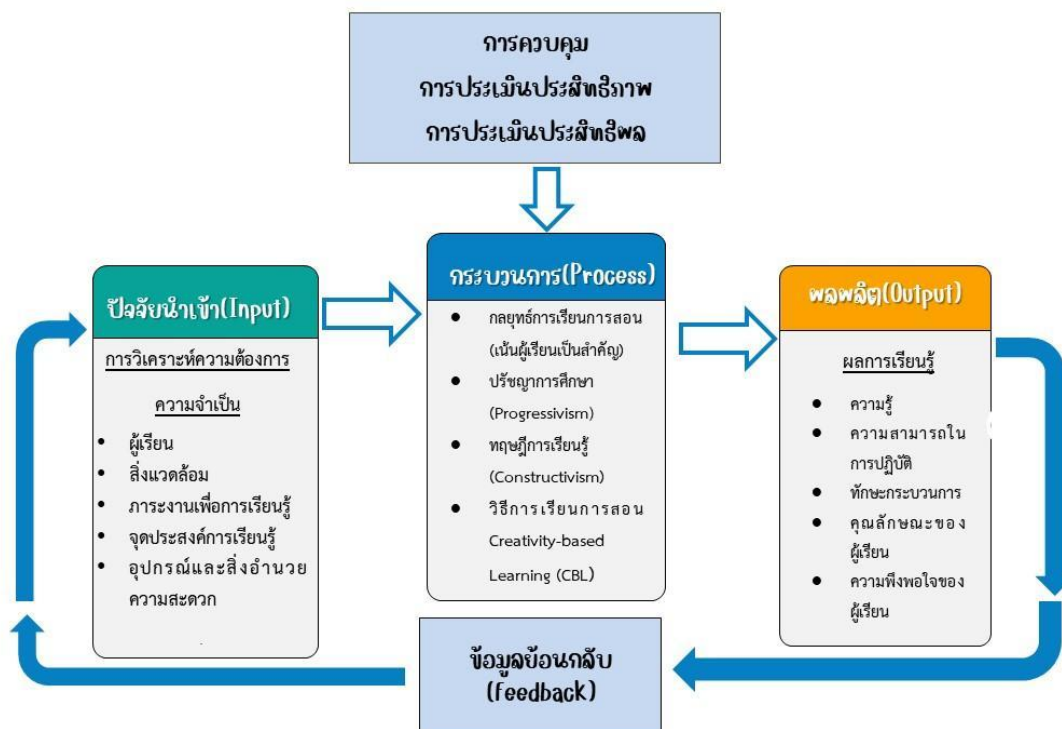 การควบคุม
การประเมินประสิทธิภาพ
การประเมินประสิทธิผล
ปัจจัยนำเข้า(Input)
การวิเคราะห์ความต้องการ
ความจำเป็น
• ผู้เรียน
• สิ่งแวดล้อม
• ภาระงานเพื่อการเรียนรู้
• จุดประสงค์การเรียนรู้
• อุปกรณ์และสิ่งอำนวย
ความสะดวก
กระบวนการ(Process)
● กลยุทธ์การเรียนการสอน
(เน้นผู้เรียนเป็นสำคัญ)
● ปรัชญาการศึกษา
(Progressivism)
● ทฤษฎีการเรียนรู้
(Constructivism)
● วิธีการเรียนการสอน
Creativity-based
Learning (CBL)
ผลผลิต(Output)
ผลการเรียนรู้
● ความรู้
● ความสามารถใน
การปฏิบัติ
● ทักษะกระบวนการ
● คุณลักษณะของ
ผู้เรียน
● ความพึงพอใจของ
ผู้เรียน
ข้อมูลย้อนกลับ
(Feedback)